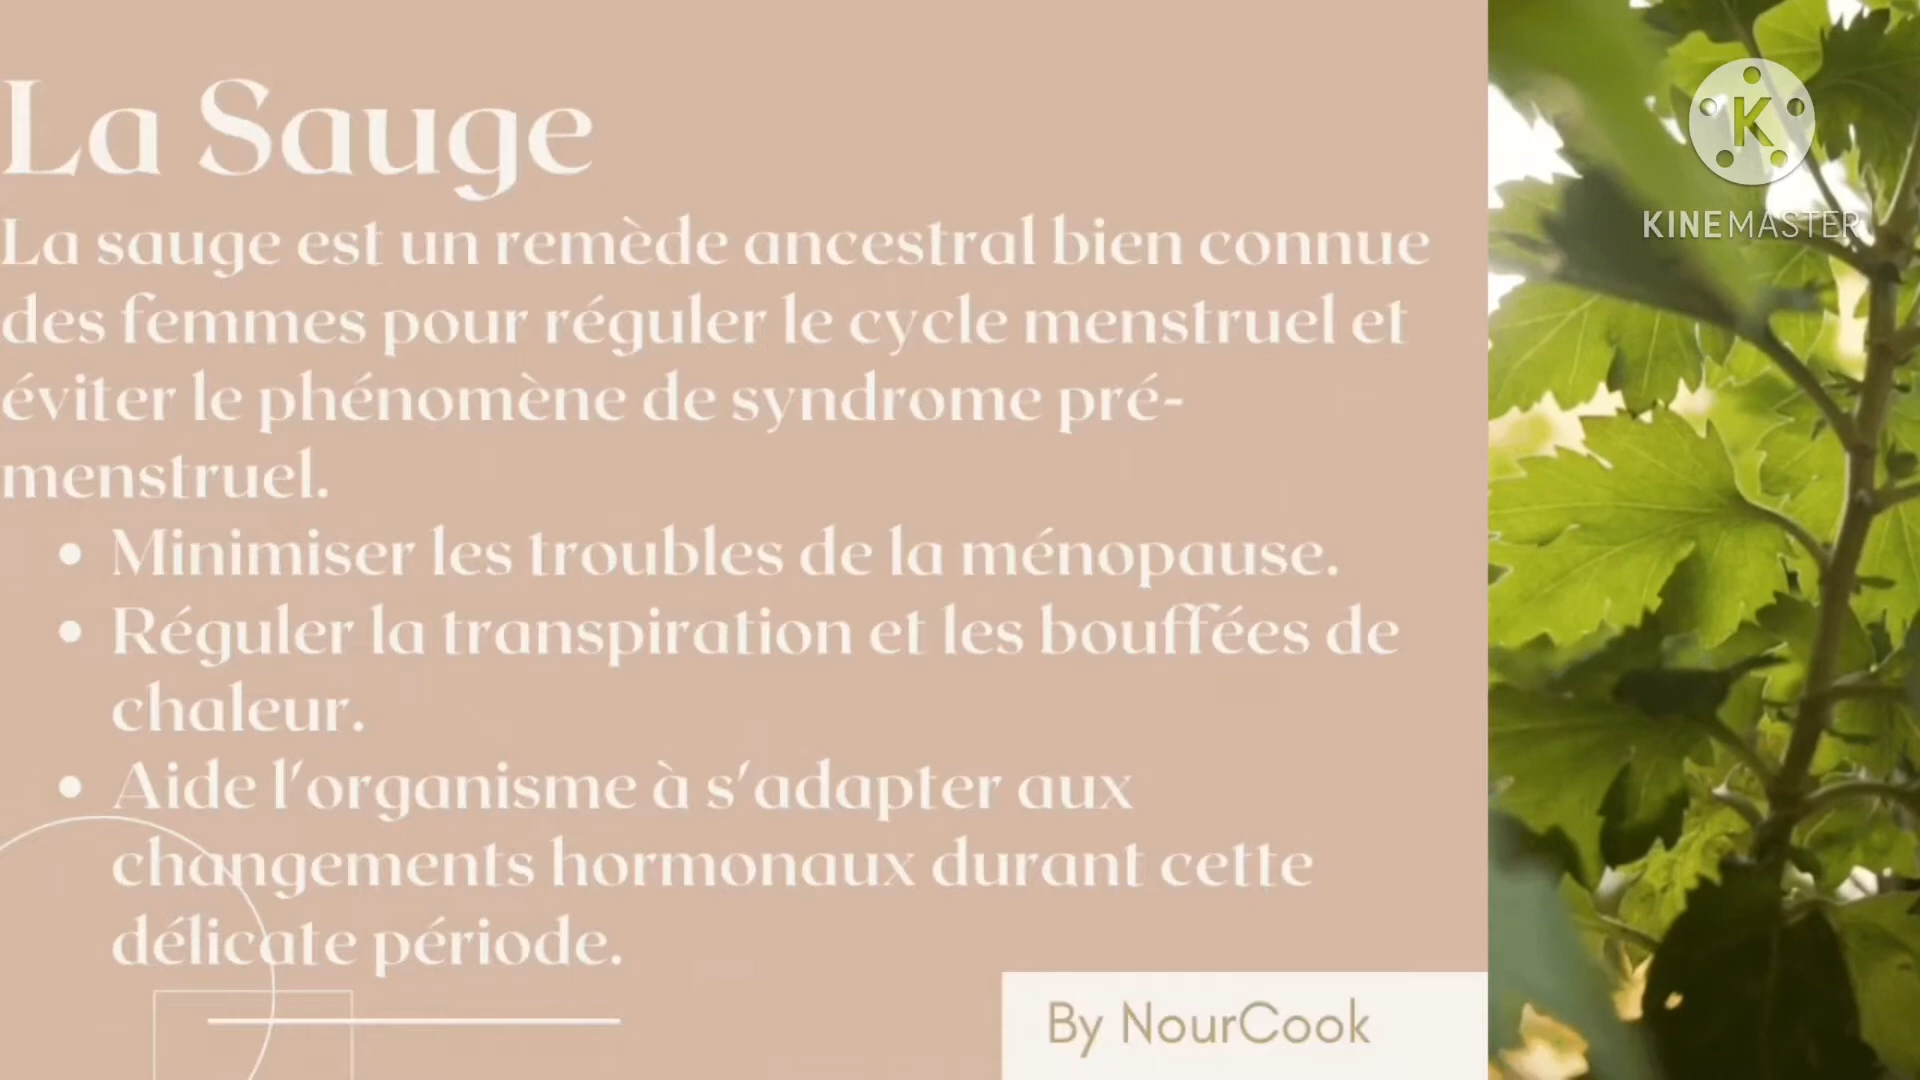 La Sauge
La sauge est un remède ancestral bien connue
des femmes pour réguler le cycle menstruel et
éviter le phénomène de syndrome pré-
menstruel.
• Minimiser les troubles de la ménopause.
• Réguler la transpiration et les bouffées de
chaleur.
• Aide l'organisme à s'adapter aux
changements hormonaux durant cette
délicate période.
By NourCook
K
KINEMASTER